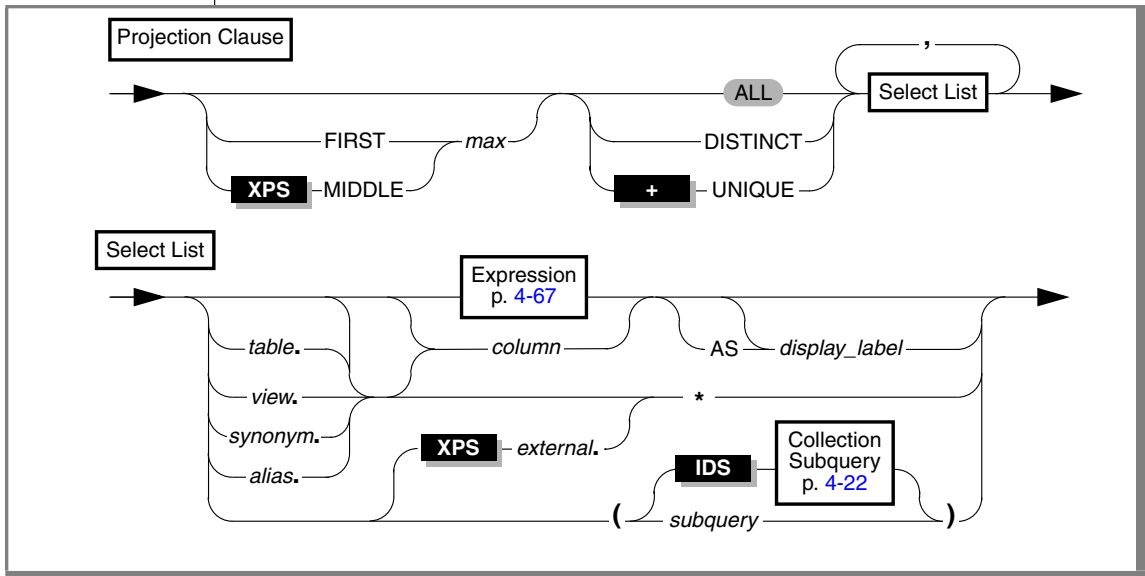 Projection Clause
,
ALL
Select List
FIRST
max
DISTINCT
XPS
MIDDLE
+
UNIQUE
Select List
Expression
p. 4-67
table.
column
AS
display_label
view.
*
synonym.
XPS
external.
IDS
Collection
Subquery
p. 4-22
alias.
(
subquery
)